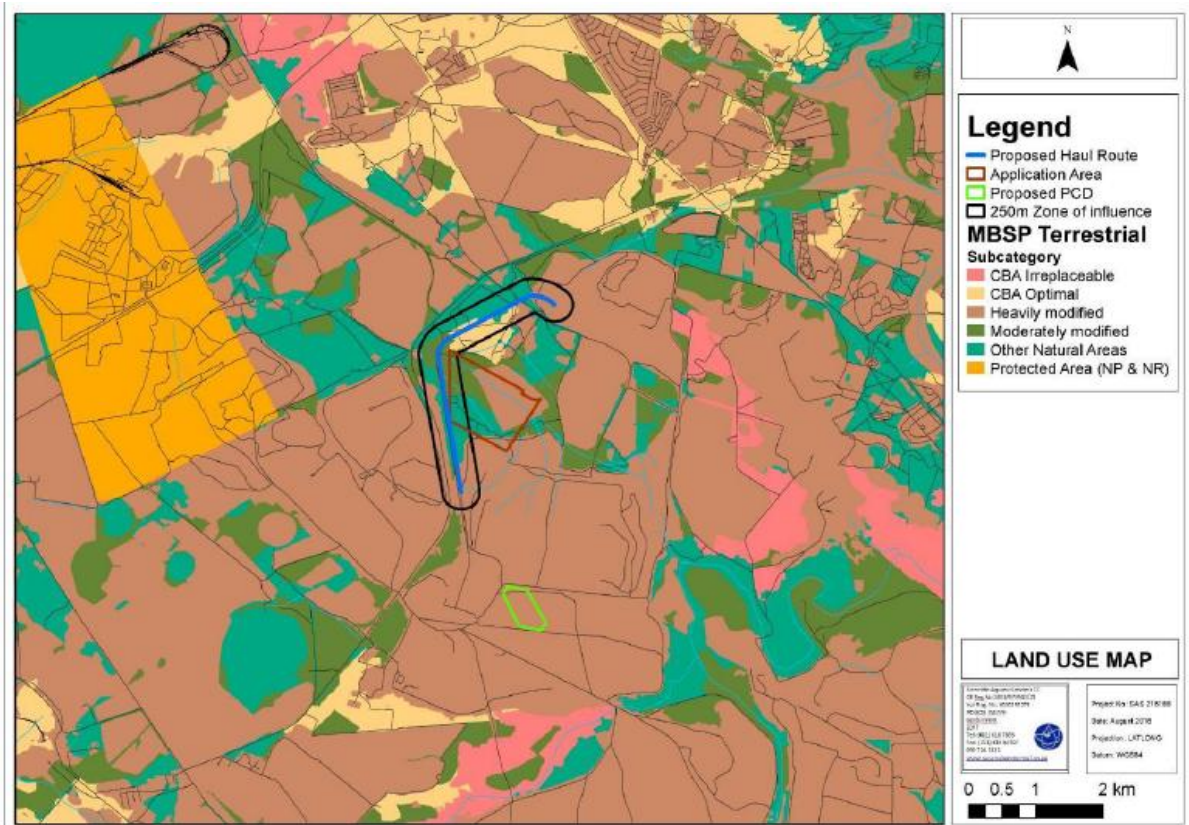 N
Legend
Proposed Haul Route
Application Area
Proposed PCD
250m Zone of influence
MBSP Terrestrial
Subcategory
CBA Irreplaceable
CBA Optimal
Heavily modified
Moderately modified
Other Natural Areas
Protected Area (NP & NR)
LAND USE MAP
Date: August 2016
Projection: LATLONG
Datum: WGS84
0 0.5 1 2 km